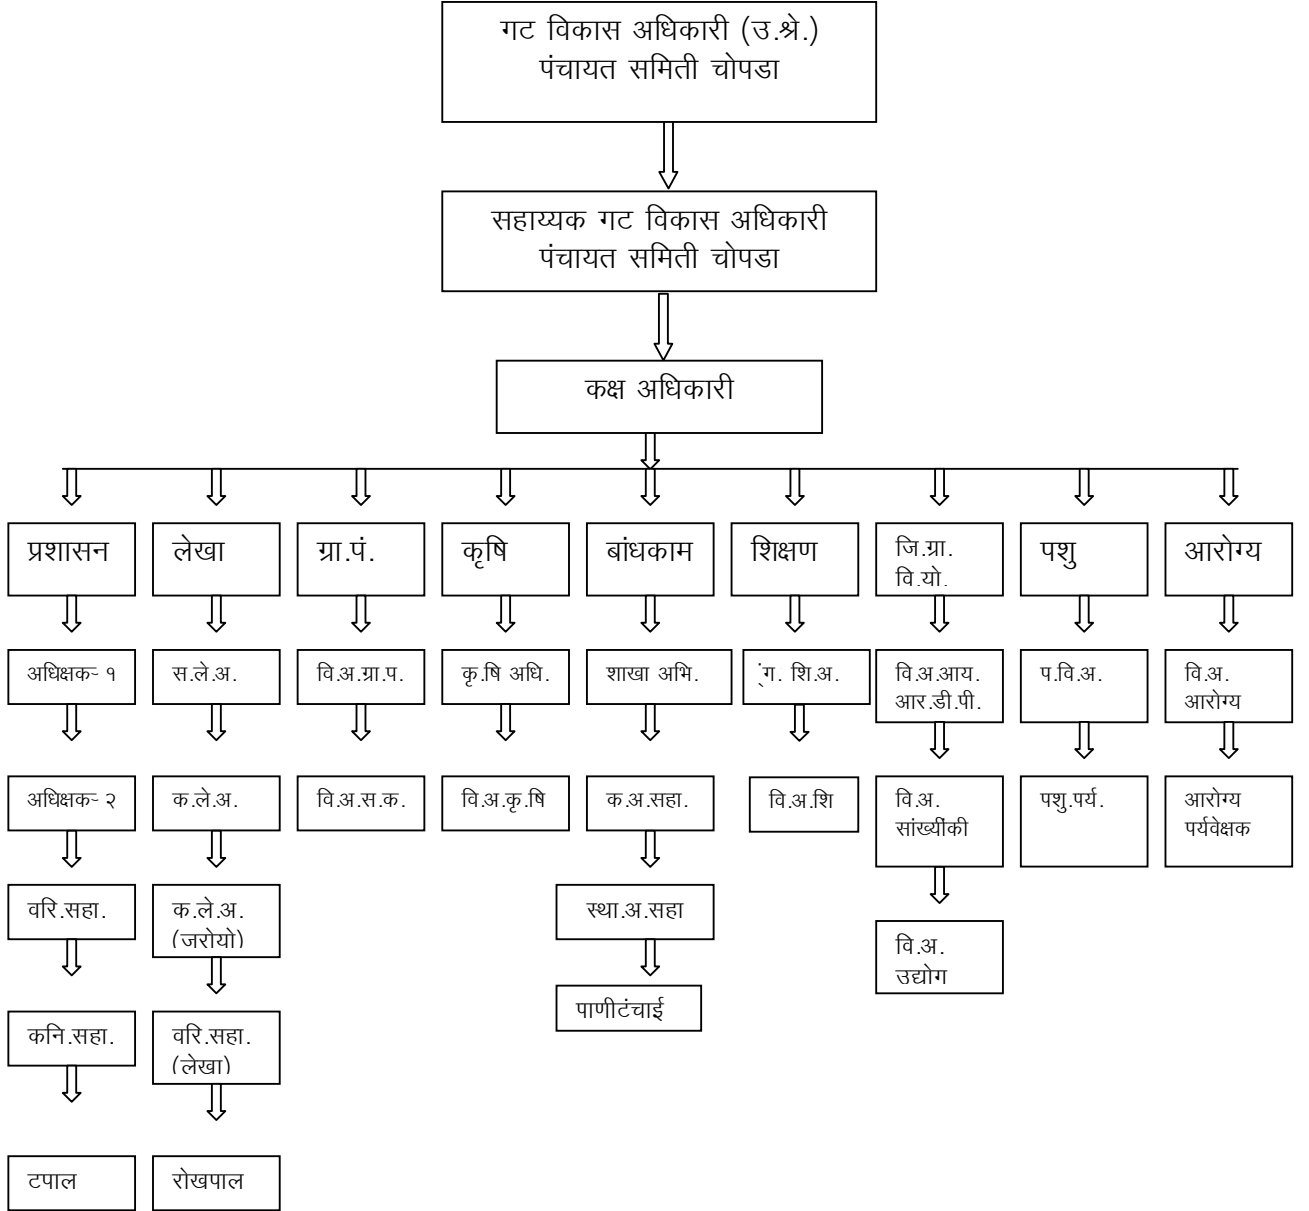 गट विकास अधिकारी (उ.श्रे.)
पंचायत समिती चोपडा
सहाय्यक गट विकास अधिकारी
पंचायत समिती चोपडा
कक्ष अधिकारी
प्रशासन
लेखा
ग्रा.पं.
कृषि
बांधकाम
शिक्षण
जि.ग्रा.
वि.यो.
पशु
आरोग्य
अधिक्षक- १
स.ले.अ.
वि.अ.ग्रा.प.
कृ.षि अधि.
शाखा अभि.
ग. शि.अ.
वि.अ.आय.
आर.डी.पी.
प.वि.अ.
वि.अ.
आरोग्य
अधिक्षक- २
क.ले.अ.
वि.अ.स.क.
वि.अ.कृ.षि
क.अ.सहा.
वि.अ.शि
वि.अ.
सांख्यींकी
पशु.पर्य.
आरोग्य
पर्यवेक्षक
वरि.सहा.
क.ले.अ.
(जरोयो)
स्था.अ.सहा
वि.अ.
उद्योग
पाणीटंचाई
कनि.सहा.
वरि.सहा.
(लेखा)
टपाल
रोखपाल